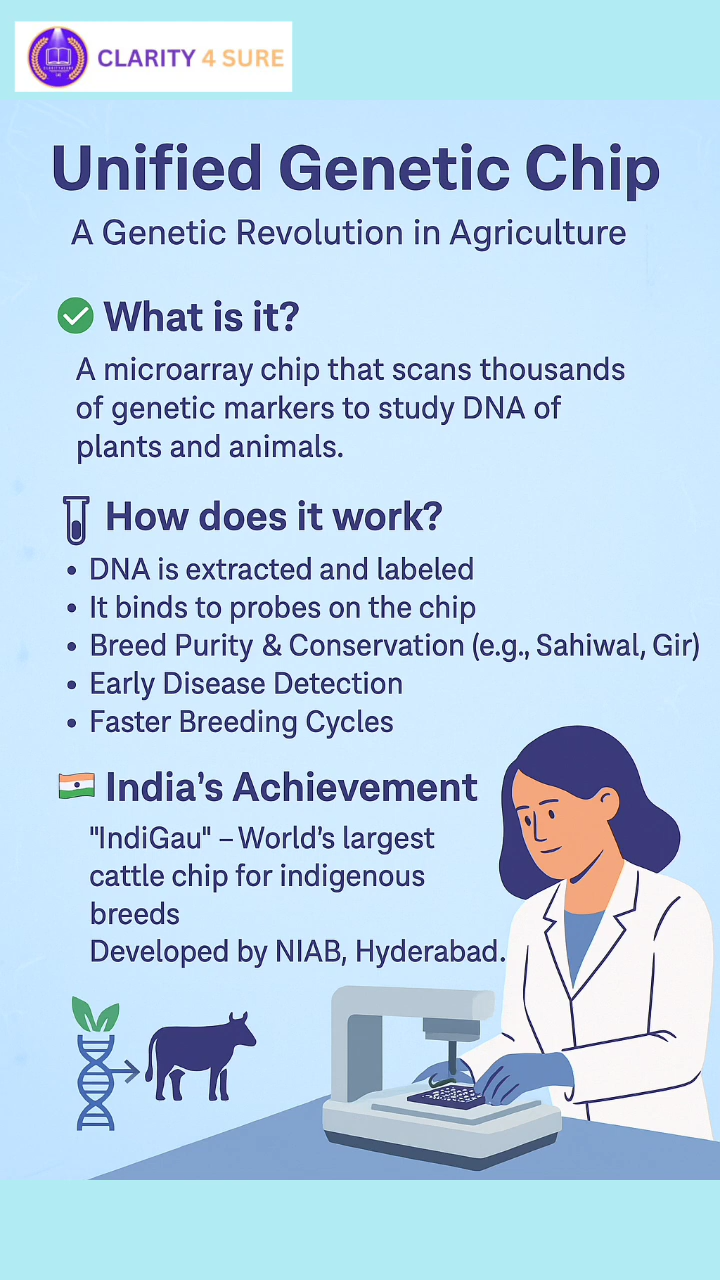 CLARITY 4 SURE
Unified Genetic Chip
A Genetic Revolution in Agriculture
What is it?
A microarray chip that scans thousands
of genetic markers to study DNA of
plants and animals.
How does it work?
• DNA is extracted and labeled
• It binds to probes on the chip
• Breed Purity & Conservation (e.g., Sahiwal, Gir)
• Early Disease Detection
• Faster Breeding Cycles
India's Achievement
"IndiGau" – World's largest
cattle chip for indigenous
breeds
Developed by NIAB, Hyderabad.